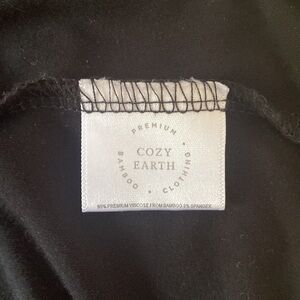 PREMIUM
BAMBOO • CLOTHING •
COZY
EARTH
95% PREMIUM VISCOSE FROM BAMBOO 5% SPANDEX